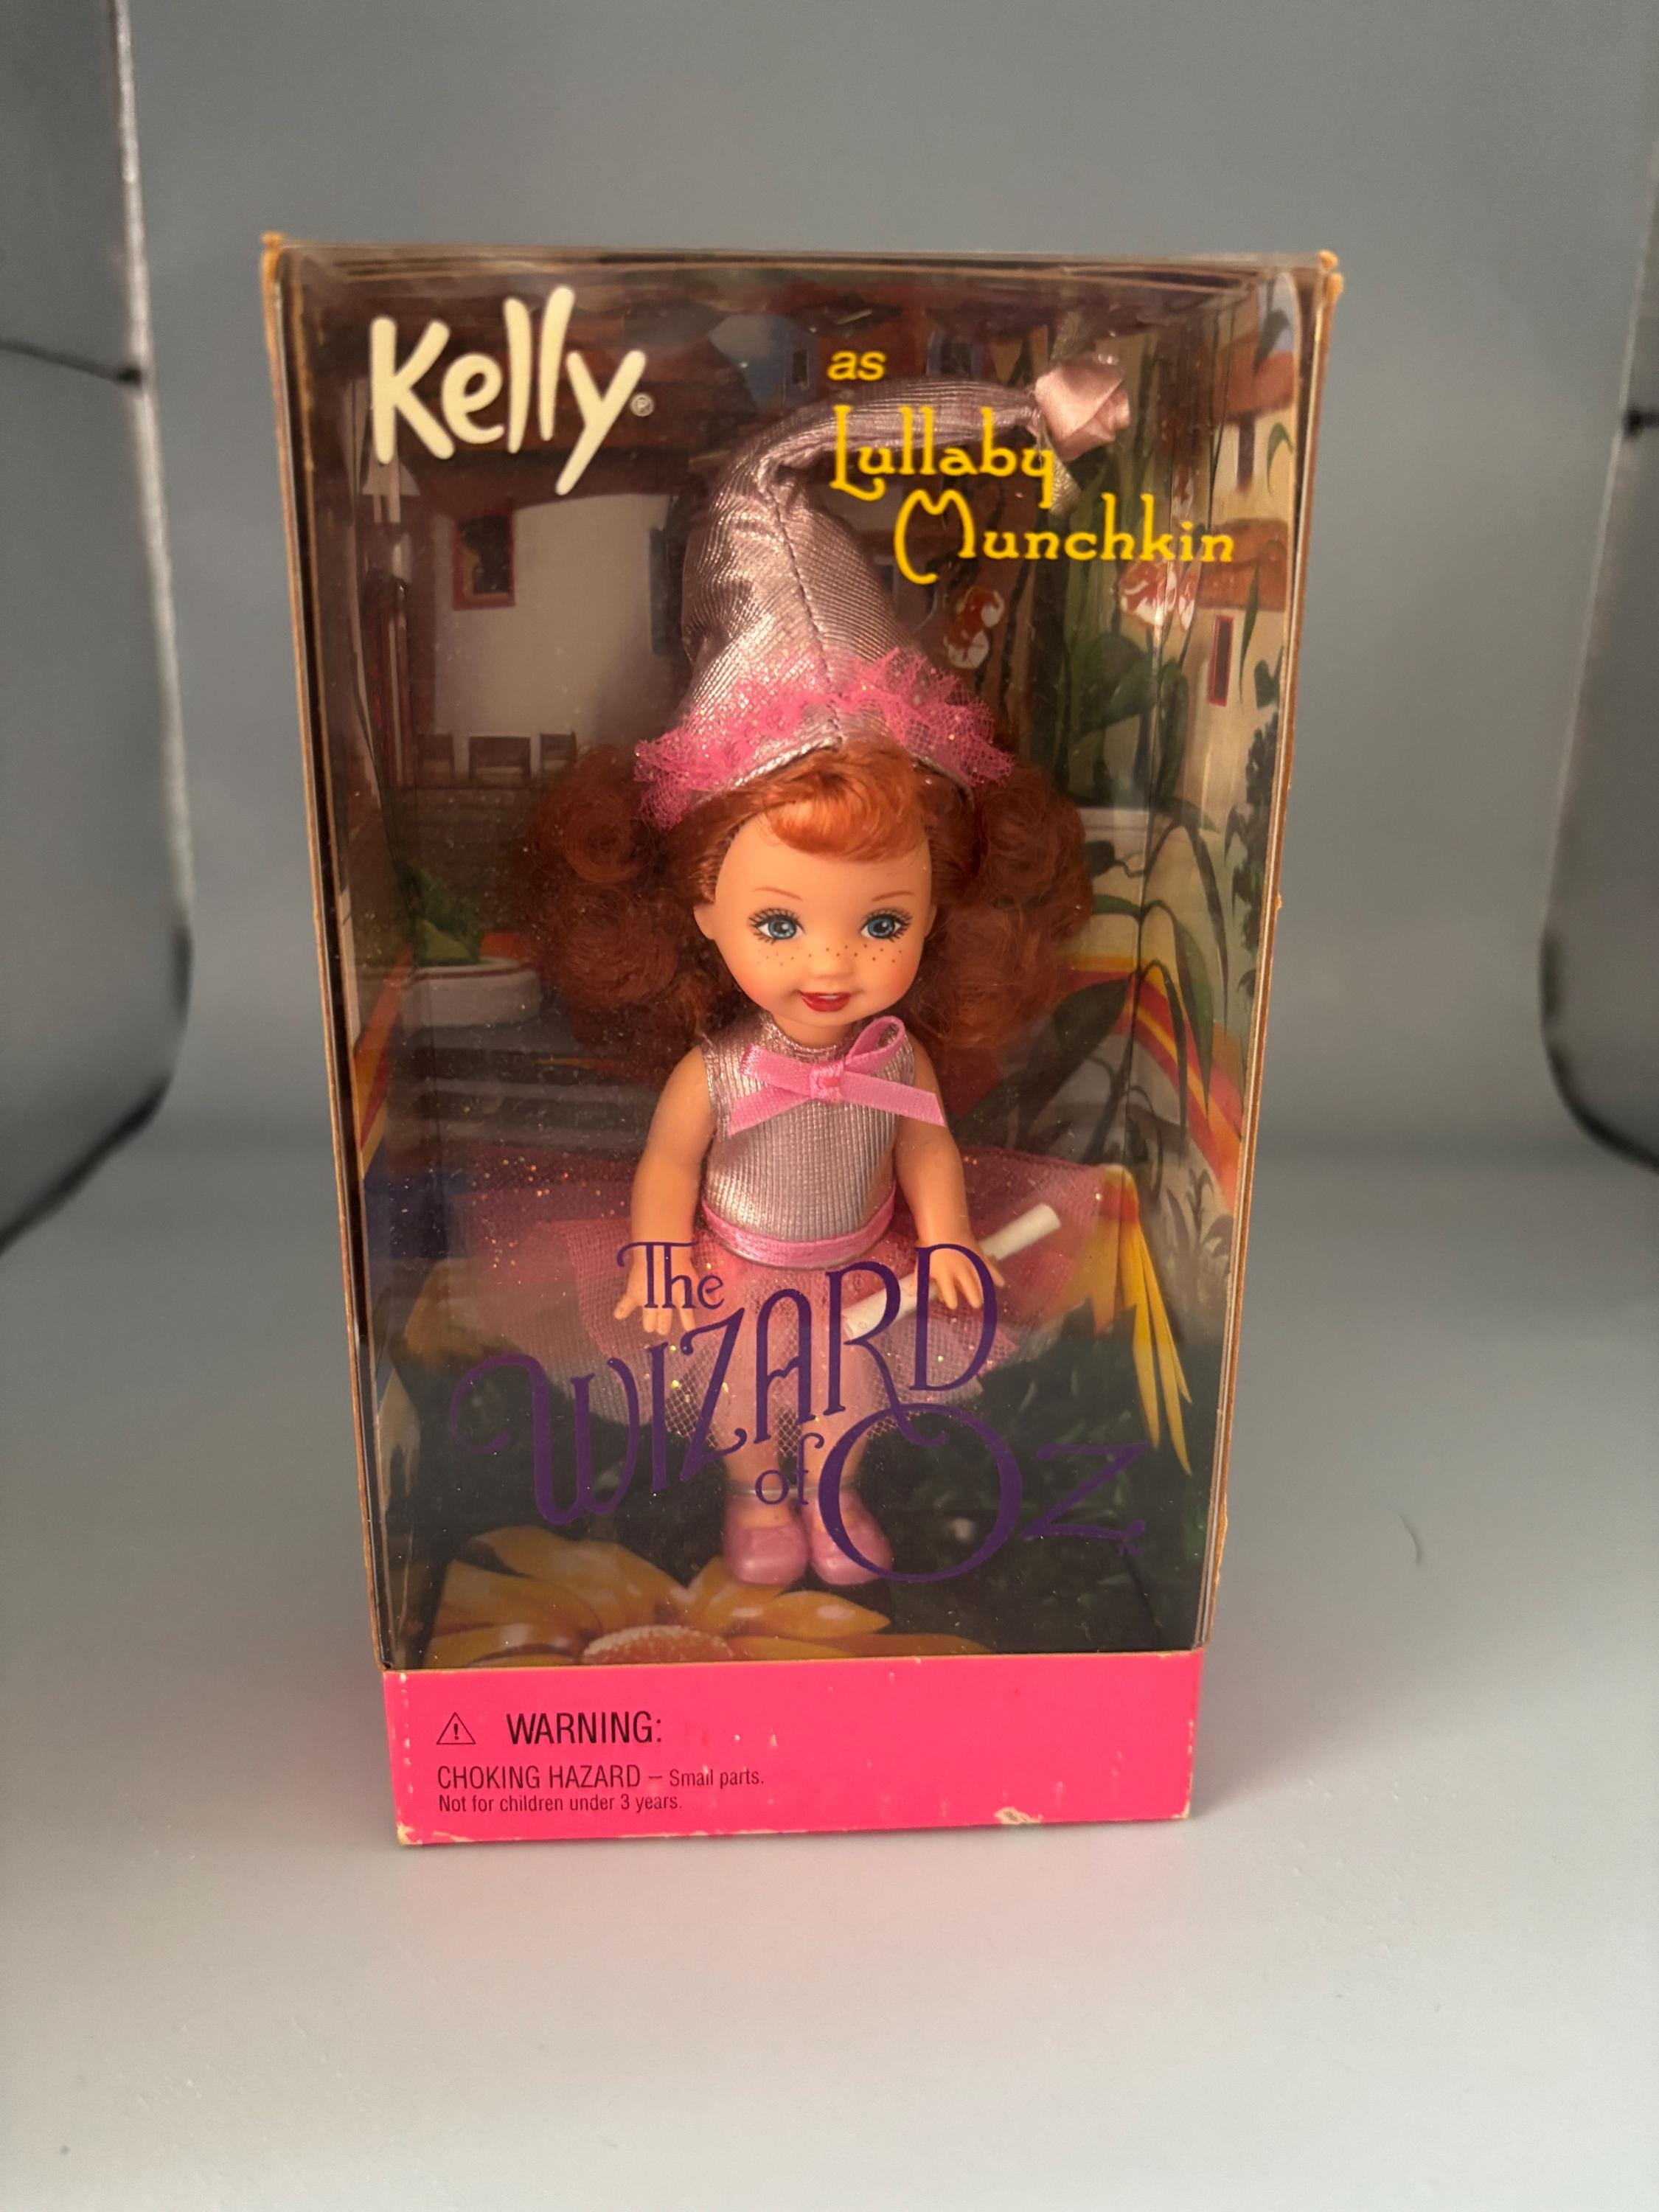 Kelly®
as
Lullaby
Munchkin
The
WIZARD
of OZ
WARNING:
CHOKING HAZARD – Small parts.
Not for children under 3 years.